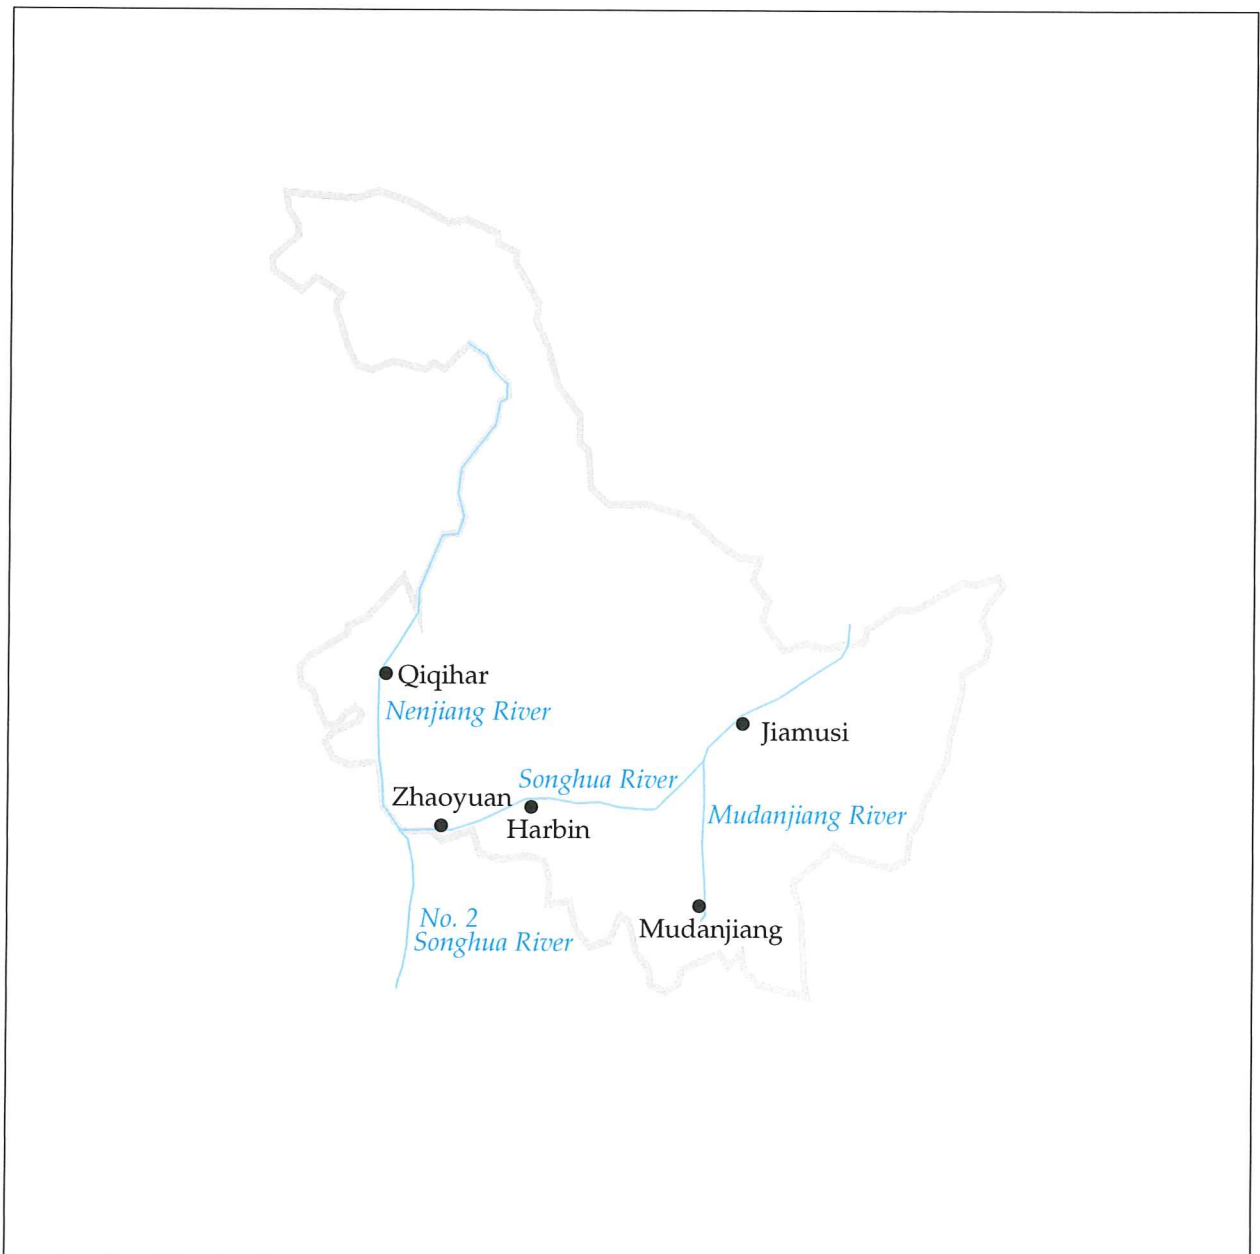 Qiqihar
Nenjiang River
Jiamusi
Songhua River
Zhaoyuan
Harbin
Mudanjiang River
No. 2
Songhua River
Mudanjiang